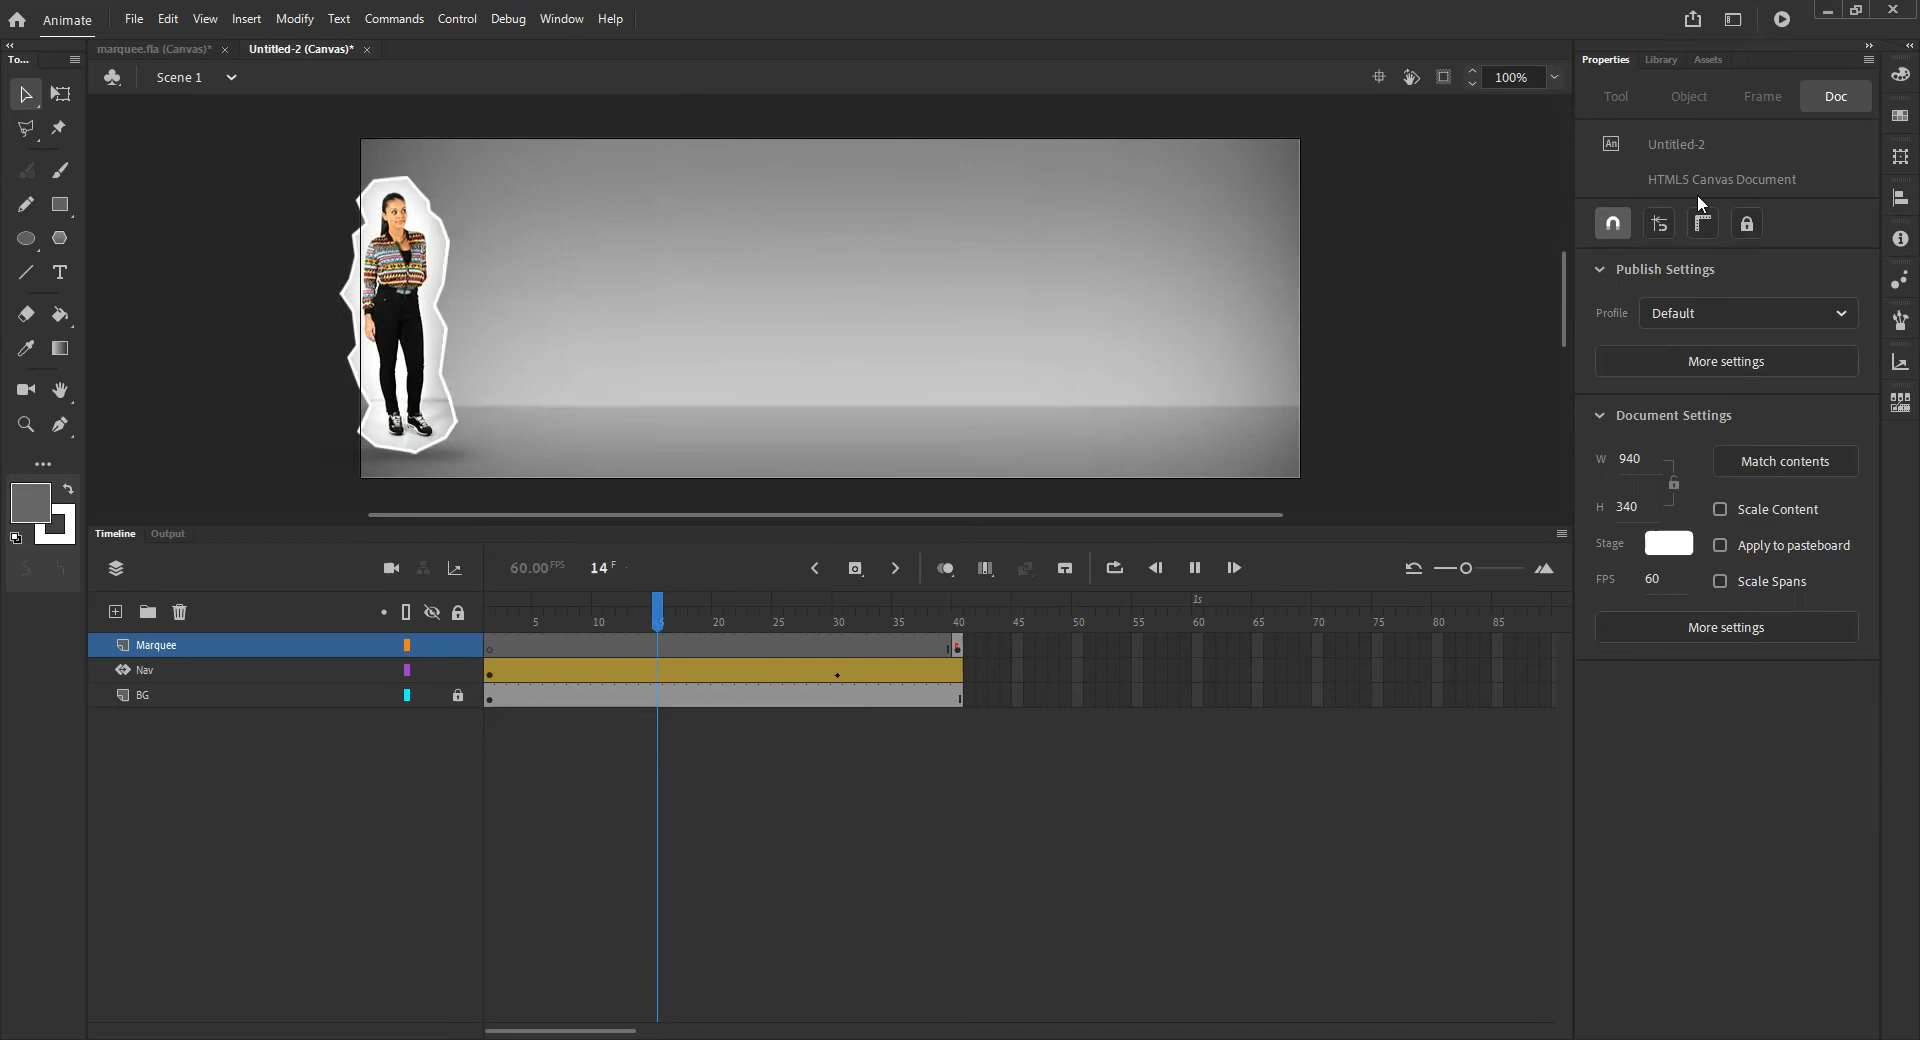 Animate File Edit View Insert Modify Text Commands Control Debug Window Help
marquee.fla (Canvas)* × Untitled-2 (Canvas)* ×
To...
Scene 1 100%
Properties Library Assets
Tool Object Frame Doc
An Untitled-2
HTML5 Canvas Document
Publish Settings
Profile Default
More settings
Document Settings
W 940 Match contents
H 340 Scale Content
Stage Apply to pasteboard
FPS 60 Scale Spans
More settings
T
Timeline Output
60.00 FPS 14 F
1s
5 10 15 20 25 30 35 40 45 50 55 60 65 70 75 80 85
Marquee
Nav
BG